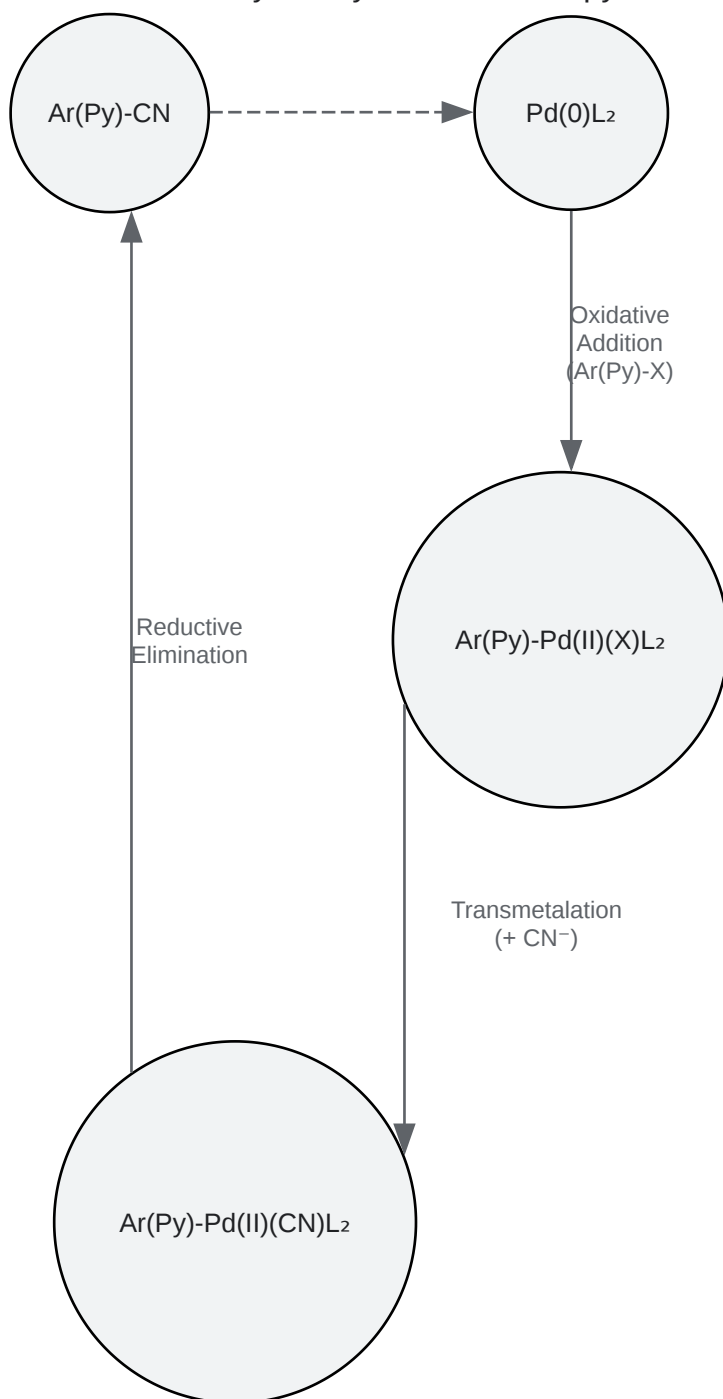 Ar(Py)-CN
Pd(0)L₂
Oxidative
Addition
(Ar(Py)-X)
Ar(Py)-Pd(II)(X)L₂
Reductive
Elimination
Transmetalation
(+ CN⁻)
Ar(Py)-Pd(II)(CN)L₂